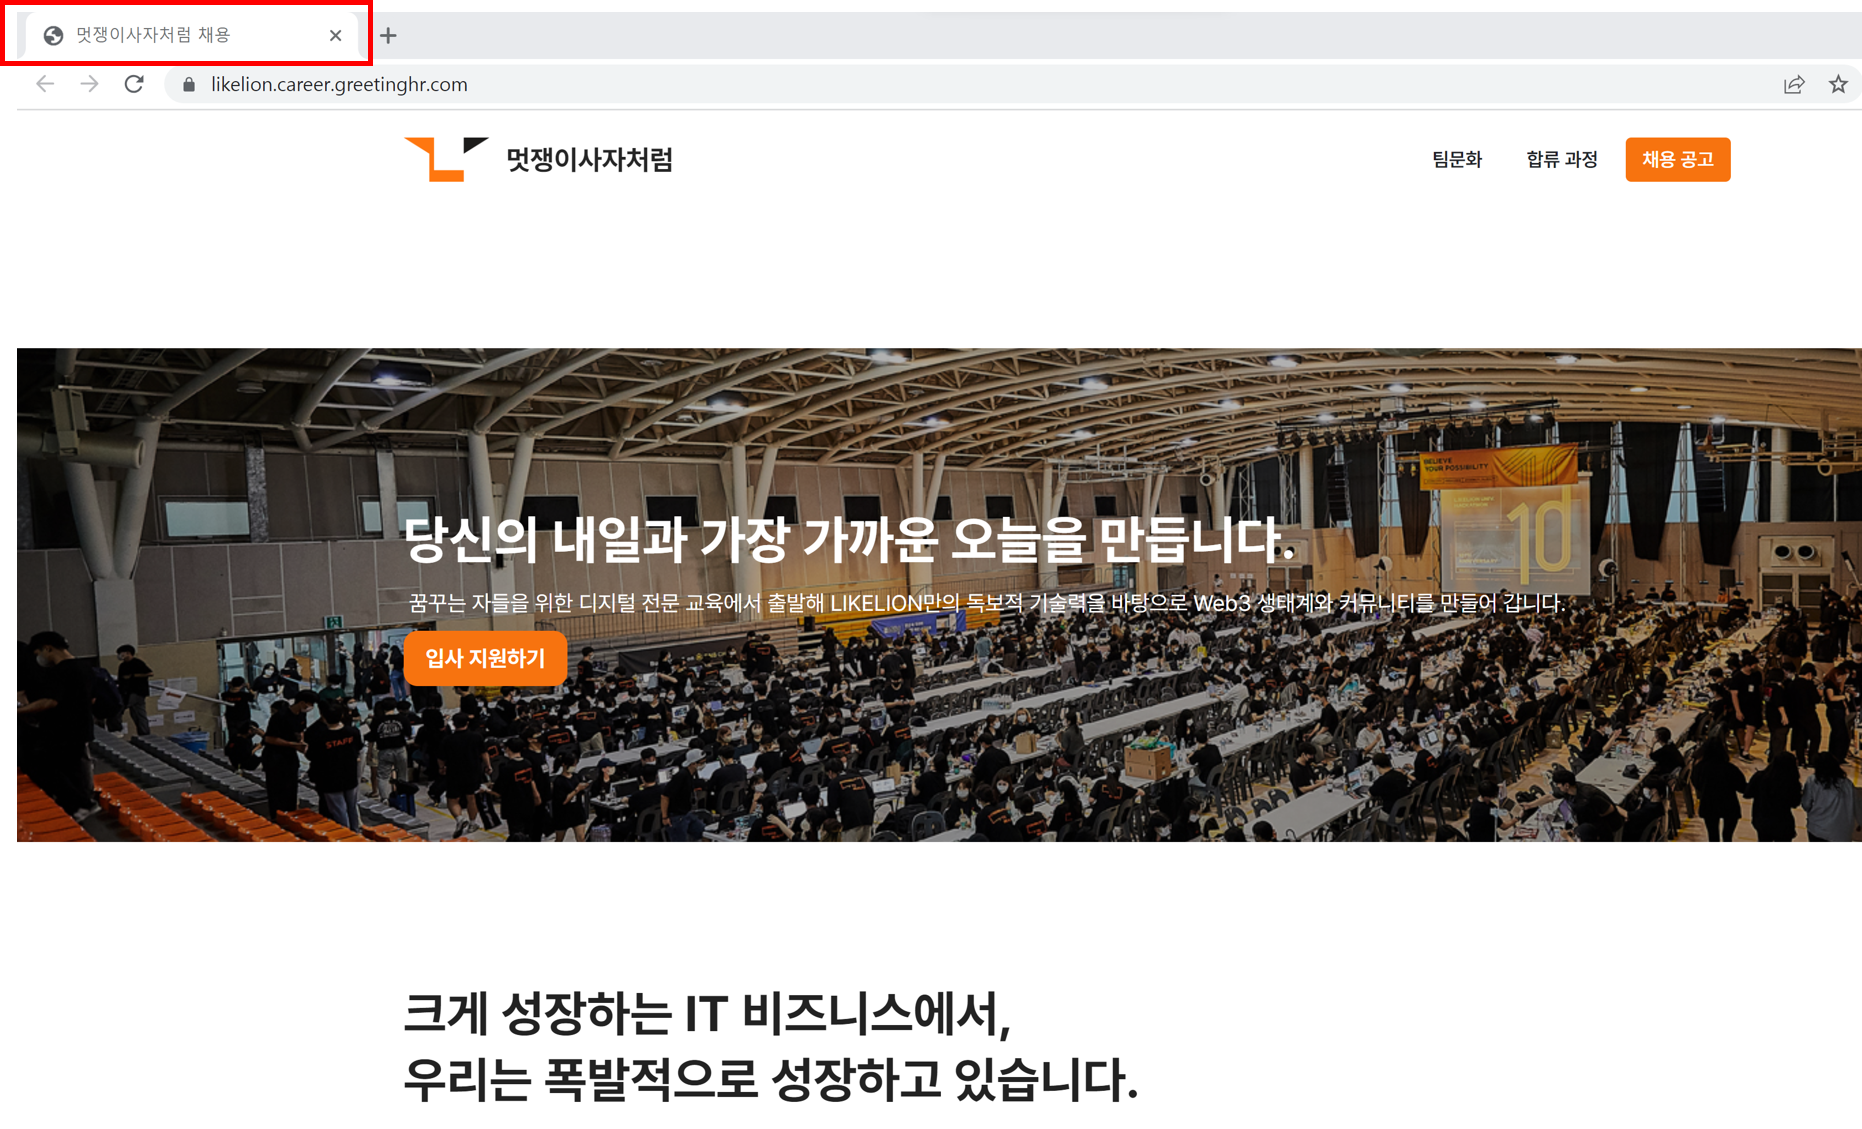 멋쟁이사자처럼 채용
likelion.career.greetinghr.com
멋쟁이사자처럼
팀문화 합류 과정 채용 공고
BELIEVE
YOUR POSSIBILITY
10
당신의 내일과 가장 가까운 오늘을 만듭니다.
꿈꾸는 자들을 위한 디지털 전문 교육에서 출발해 LIKELION만의 독보적 기술력을 바탕으로 Web3 생태계와 커뮤니티를 만들어 갑니다.
입사 지원하기
STAFF
크게 성장하는 IT 비즈니스에서,
우리는 폭발적으로 성장하고 있습니다.